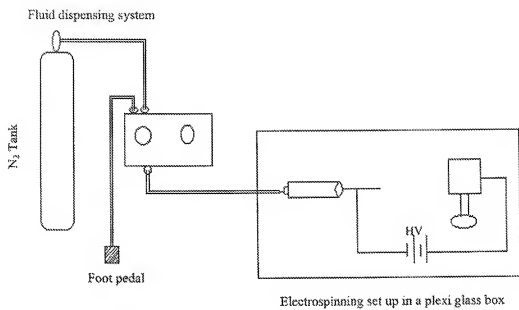 Fluid dispensing system
N₂ Tank
HV
Foot pedal
Electrospinning set up in a plexi glass box